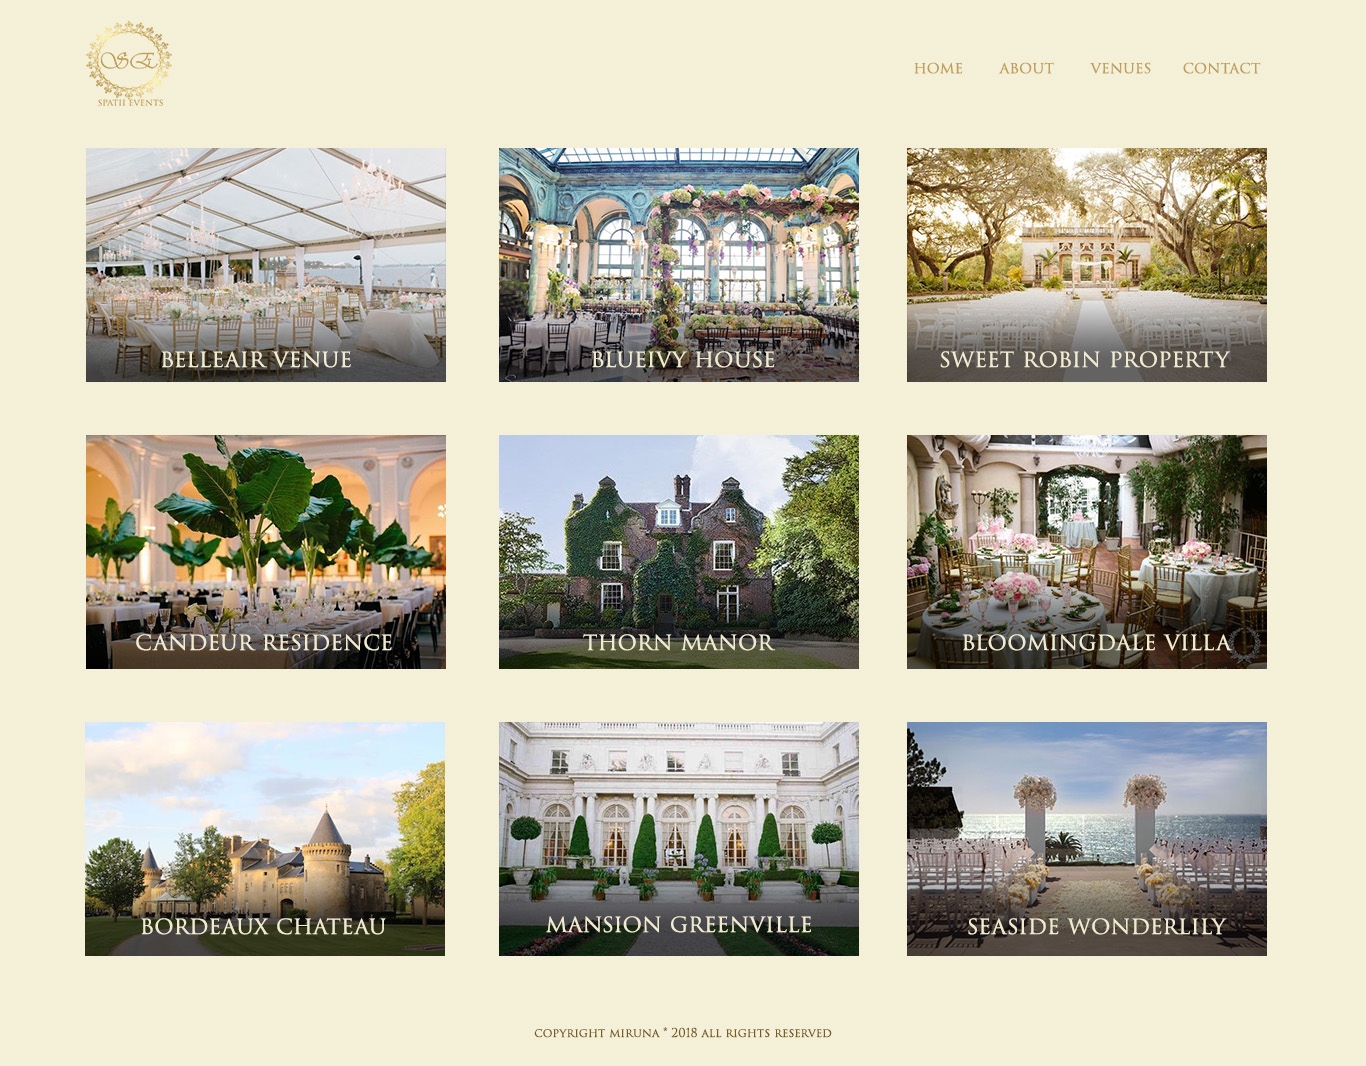 SE
SPATII EVENTS
HOME ABOUT VENUES CONTACT
BELLEAIR VENUE
BLUEIVY HOUSE
SWEET ROBIN PROPERTY
CANDEUR RESIDENCE
THORN MANOR
BLOOMINGDALE VILLA
BORDEAUX CHATEAU
MANSION GREENVILLE
SEASIDE WONDERLILY
COPYRIGHT MIRUNA * 2018 ALL RIGHTS RESERVED